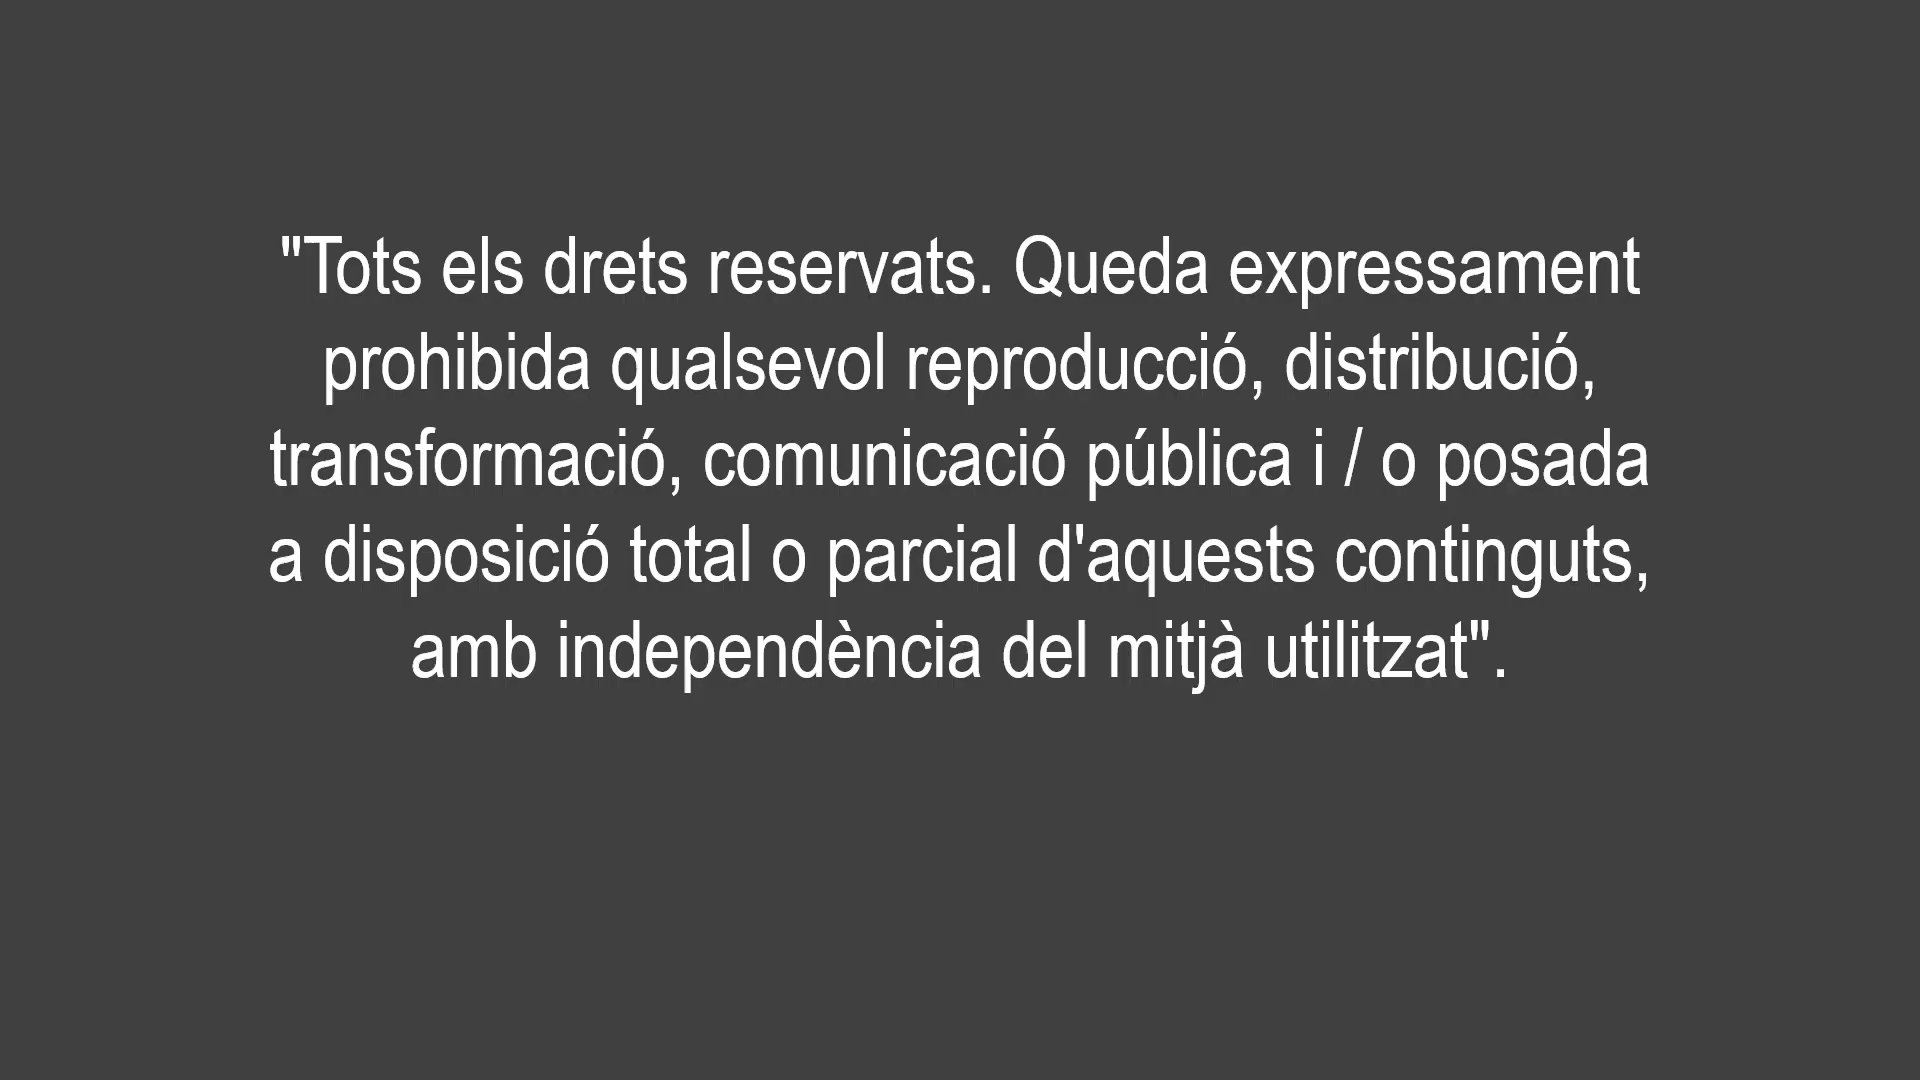 "Tots els drets reservats. Queda expressament
prohibida qualsevol reproducció, distribució,
transformació, comunicació pública i / o posada
a disposició total o parcial d'aquests continguts,
amb independència del mitjà utilitzat".